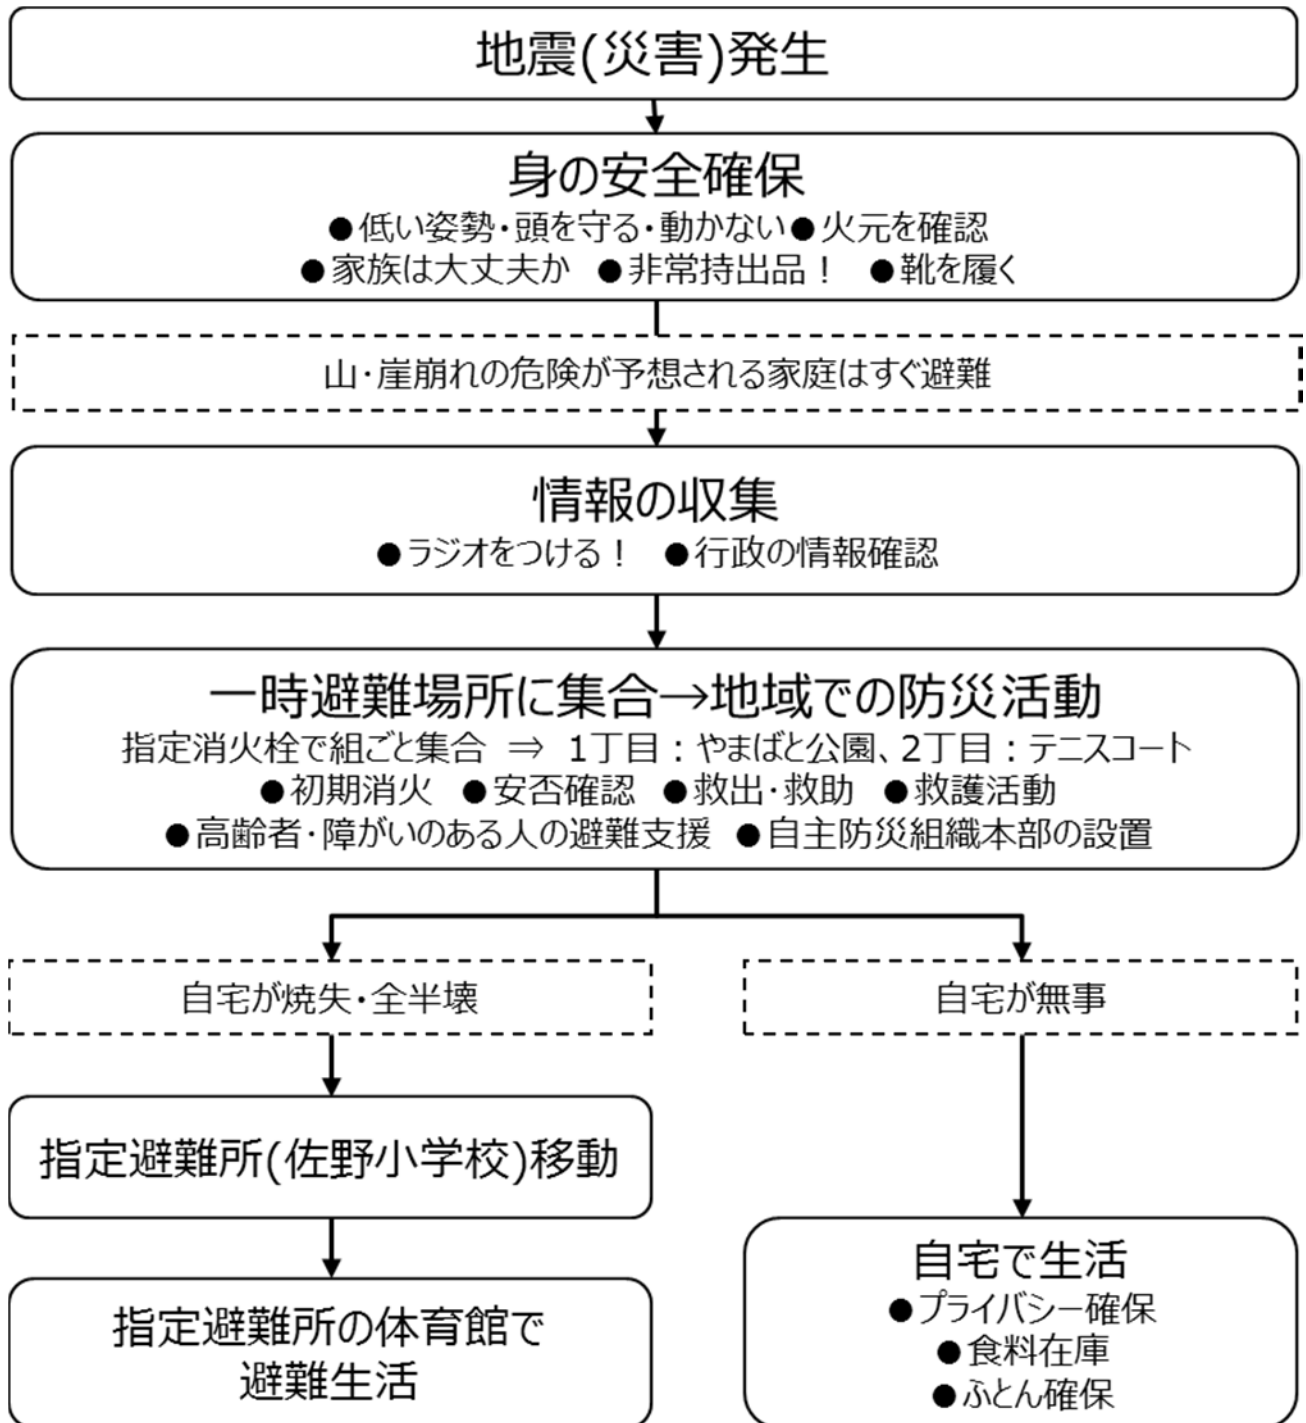 地震(災害)発生
身の安全確保
●低い姿勢・頭を守る・動かない ●火元を確認
●家族は大丈夫か ●非常持出品！ ●靴を履く
山・崖崩れの危険が予想される家庭はすぐ避難
情報の収集
●ラジオをつける！ ●行政の情報確認
一時避難場所に集合→地域での防災活動
指定消火栓で組ごと集合 ⇒ 1丁目：やまばと公園、2丁目：テニスコート
●初期消火 ●安否確認 ●救出・救助 ●救護活動
●高齢者・障がいのある人の避難支援 ●自主防災組織本部の設置
自宅が焼失・全半壊
指定避難所(佐野小学校)移動
指定避難所の体育館で
避難生活
自宅が無事
自宅で生活
●プライバシー確保
●食料在庫
●ふとん確保